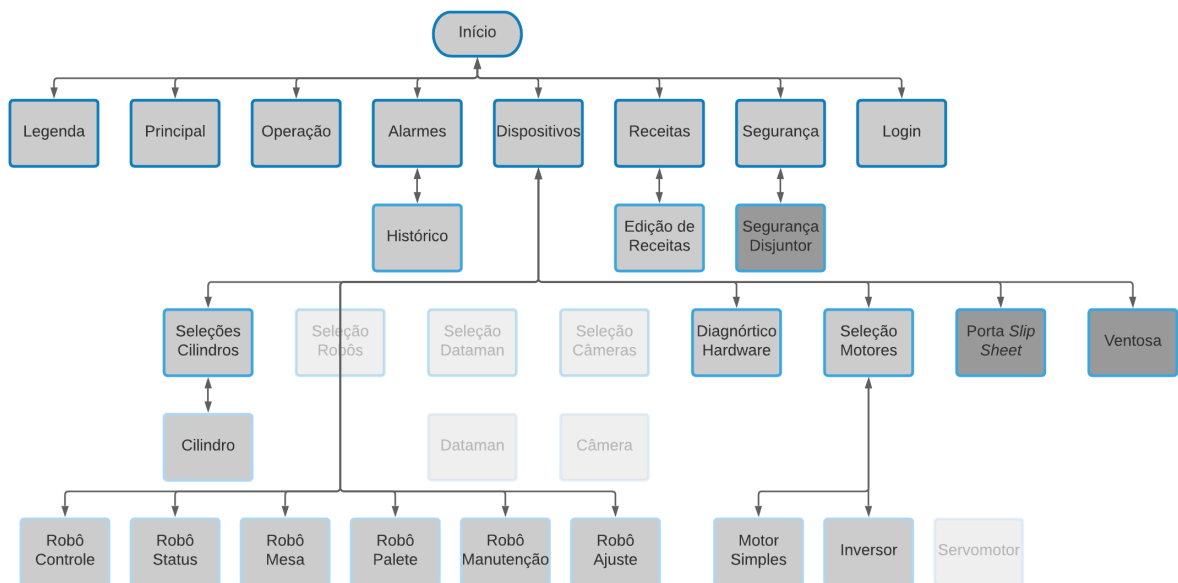 Início
Legenda
Principal
Operação
Alarmes
Dispositivos
Receitas
Segurança
Login
Histórico
Edição de
Receitas
Segurança
Disjuntor
Seleções
Cilindros
Seleção
Robôs
Seleção
Dataman
Seleção
Câmeras
Diagnórtico
Hardware
Seleção
Motores
Porta Slip
Sheet
Ventosa
Cilindro
Dataman
Câmera
Robô
Controle
Robô
Status
Robô
Mesa
Robô
Palete
Robô
Manutenção
Robô
Ajuste
Motor
Simples
Inversor
Servomotor